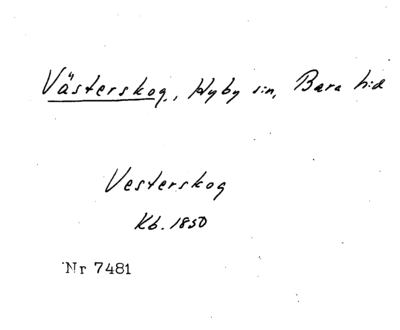 Västerskog, Hyby sn, Bara hd
Vesterskog
Kb. 1850
Nr 7481